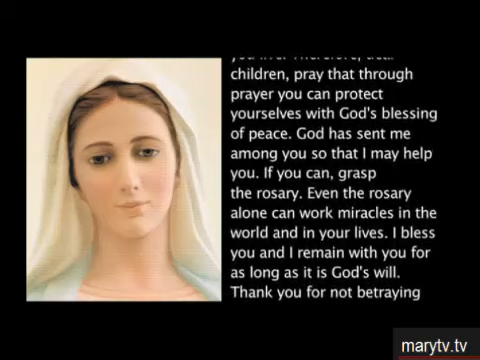 children, pray that through
prayer you can protect
yourselves with God's blessing
of peace. God has sent me
among you so that I may help
you. If you can, grasp
the rosary. Even the rosary
alone can work miracles in the
world and in your lives. I bless
you and I remain with you for
as long as it is God's will.
Thank you for not betraying
marytv.tv